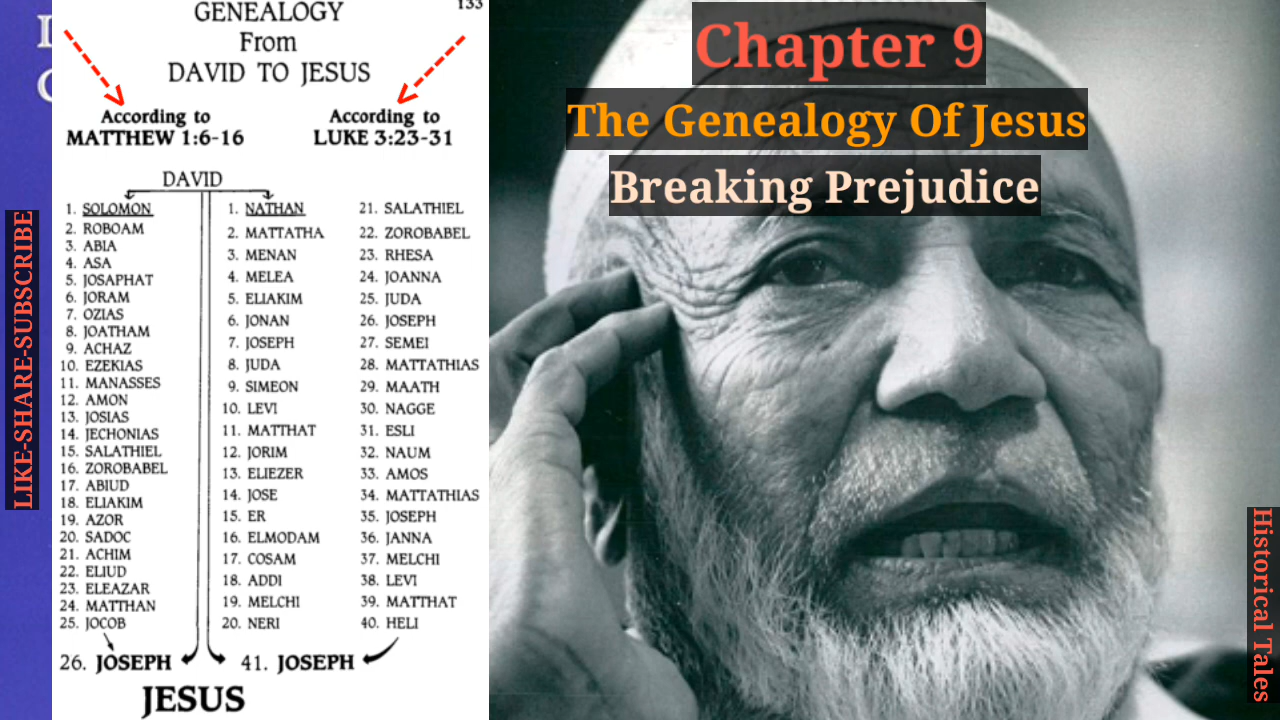 133
GENEALOGY
From
DAVID TO JESUS
According to
MATTHEW 1:6-16
According to
LUKE 3:23-31
DAVID
1. SOLOMON
2. ROBOAM
3. ABIA
4. ASA
5. JOSAPHAT
6. JORAM
7. OZIAS
8. JOATHAM
9. ACHAZ
10. EZEKIAS
11. MANASSES
12. AMON
13. JOSIAS
14. JECHONIAS
15. SALATHIEL
16. ZOROBABEL
17. ABIUD
18. ELIAKIM
19. AZOR
20. SADOC
21. ACHIM
22. ELIUD
23. ELEAZAR
24. MATTHAN
25. JOCOB
26. JOSEPH
1. NATHAN
2. MATTATHA
3. MENAN
4. MELEA
5. ELIAKIM
6. JONAN
7. JOSEPH
8. JUDA
9. SIMEON
10. LEVI
11. MATTHAT
12. JORIM
13. ELIEZER
14. JOSE
15. ER
16. ELMODAM
17. COSAM
18. ADDI
19. MELCHI
20. NERI
21. SALATHIEL
22. ZOROBABEL
23. RHESA
24. JOANNA
25. JUDA
26. JOSEPH
27. SEMEI
28. MATTATHIAS
29. MAATH
30. NAGGE
31. ESLI
32. NAUM
33. AMOS
34. MATTATHIAS
35. JOSEPH
36. JANNA
37. MELCHI
38. LEVI
39. MATTHAT
40. HELI
41. JOSEPH
JESUS
Chapter 9
The Genealogy Of Jesus
Breaking Prejudice
LIKE-SHARE-SUBSCRIBE
Historical Tales